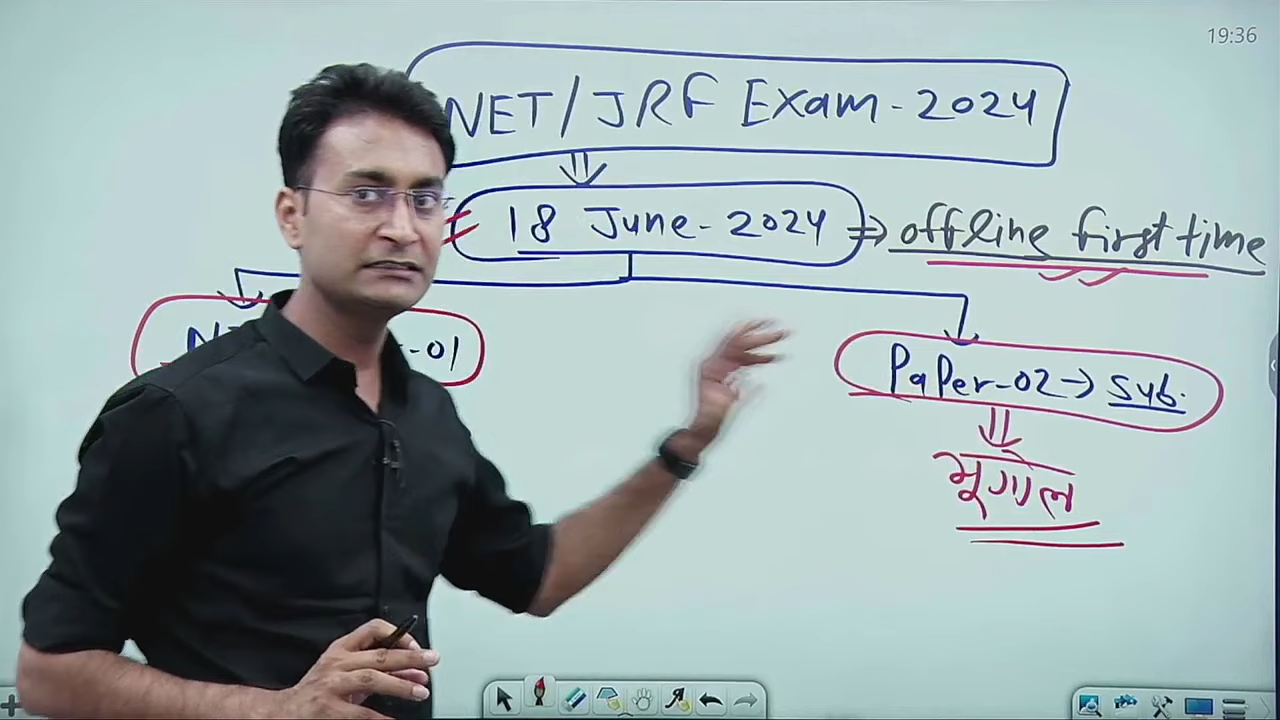 19:36
NET/JRF Exam-2024
18 June-2024 ⇒ offline first time
-01
PaPer-02→ Sub.
भूगोल